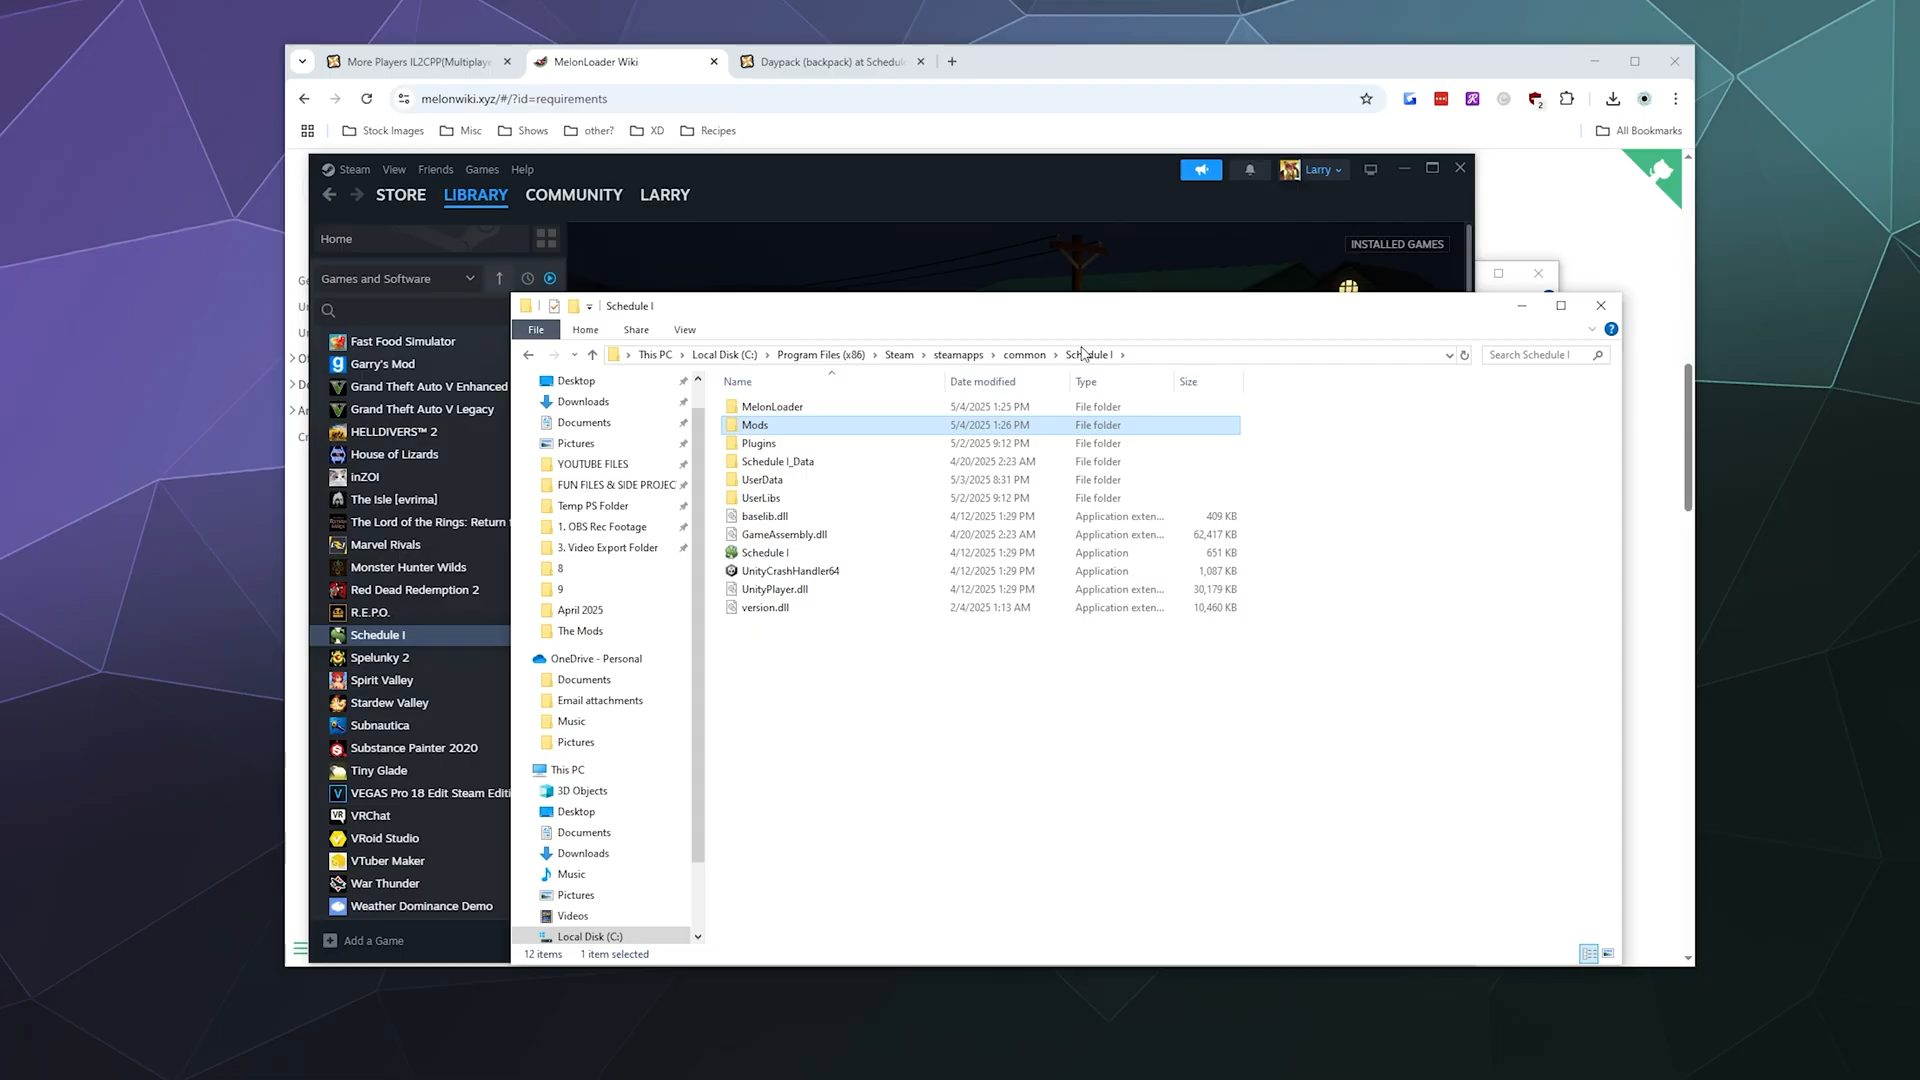 More Players IL2CPP(Multiplaye
MelonLoader Wiki
Daypack (backpack) at Schedul
melonwiki.xyz/#/?id=requirements
2
Stock Images
Misc
Shows
other?
XD
Recipes
All Bookmarks
Steam
View
Friends
Games
Help
Larry
STORE
LIBRARY
COMMUNITY
LARRY
Home
INSTALLED GAMES
Games and Software
Fast Food Simulator
Garry's Mod
Grand Theft Auto V Enhanced
Grand Theft Auto V Legacy
HELLDIVERS™ 2
House of Lizards
inZOI
The Isle [evrima]
The Lord of the Rings: Return
Marvel Rivals
Monster Hunter Wilds
Red Dead Redemption 2
R.E.P.O.
Schedule I
Spelunky 2
Spirit Valley
Stardew Valley
Subnautica
Substance Painter 2020
Tiny Glade
VEGAS Pro 18 Edit Steam Editi
VRChat
VRoid Studio
VTuber Maker
War Thunder
Weather Dominance Demo
Add a Game
Schedule I
File
Home
Share
View
This PC
Local Disk (C:)
Program Files (x86)
Steam
steamapps
common
Schedule I
Search Schedule I
Desktop
Downloads
Documents
Pictures
YOUTUBE FILES
FUN FILES & SIDE PROJEC
Temp PS Folder
1. OBS Rec Footage
3. Video Export Folder
8
9
April 2025
The Mods
OneDrive - Personal
Documents
Email attachments
Music
Pictures
This PC
3D Objects
Desktop
Documents
Downloads
Music
Pictures
Videos
Local Disk (C:)
Name Date modified Type Size
MelonLoader 5/4/2025 1:25 PM File folder
Mods 5/4/2025 1:26 PM File folder
Plugins 5/2/2025 9:12 PM File folder
Schedule I_Data 4/20/2025 2:23 AM File folder
UserData 5/3/2025 8:31 PM File folder
UserLibs 5/2/2025 9:12 PM File folder
baselib.dll 4/12/2025 1:29 PM Application exten... 409 KB
GameAssembly.dll 4/20/2025 2:23 AM Application exten... 62,417 KB
Schedule I 4/12/2025 1:29 PM Application 651 KB
UnityCrashHandler64 4/12/2025 1:29 PM Application 1,087 KB
UnityPlayer.dll 4/12/2025 1:29 PM Application exten... 30,179 KB
version.dll 2/4/2025 1:13 AM Application exten... 10,460 KB
12 items
1 item selected